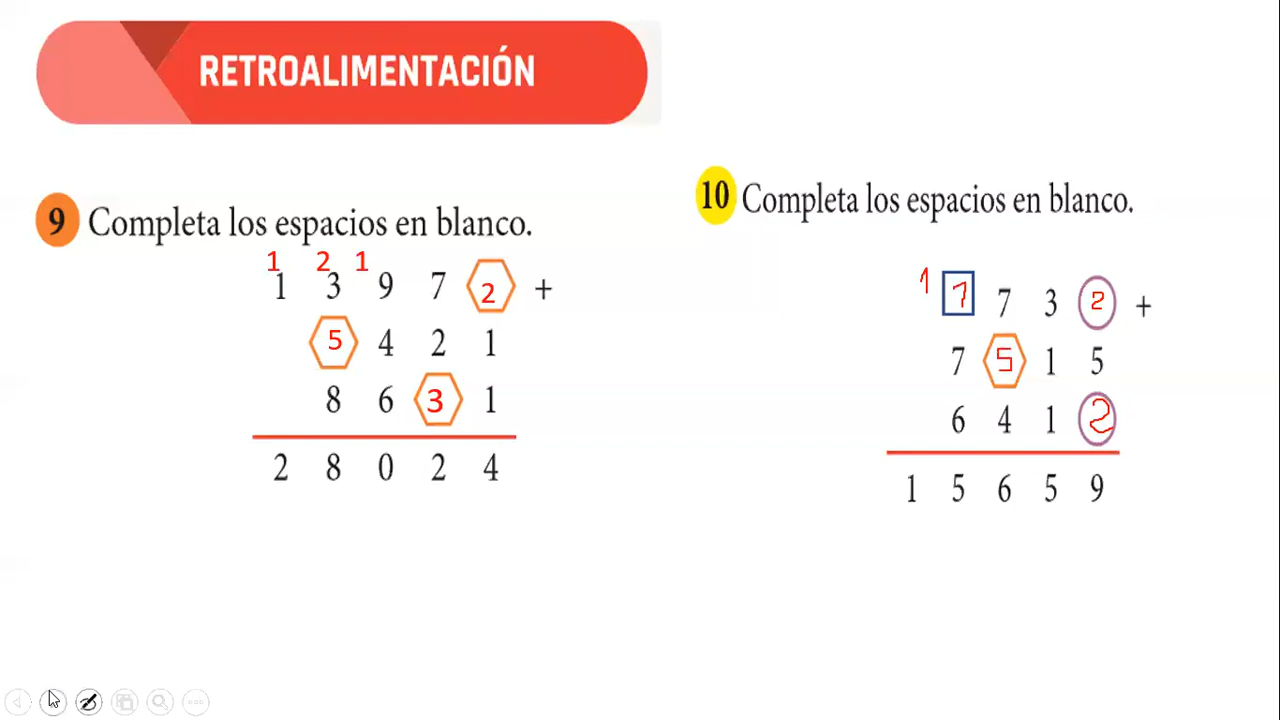 RETROALIMENTACIÓN
9 Completa los espacios en blanco.
1 2 1
1 3 9 7 2 +
5 4 2 1
8 6 3 1
2 8 0 2 4
10 Completa los espacios en blanco.
1
1 7 3 2 +
7 5 1 5
6 4 1 2
1 5 6 5 9